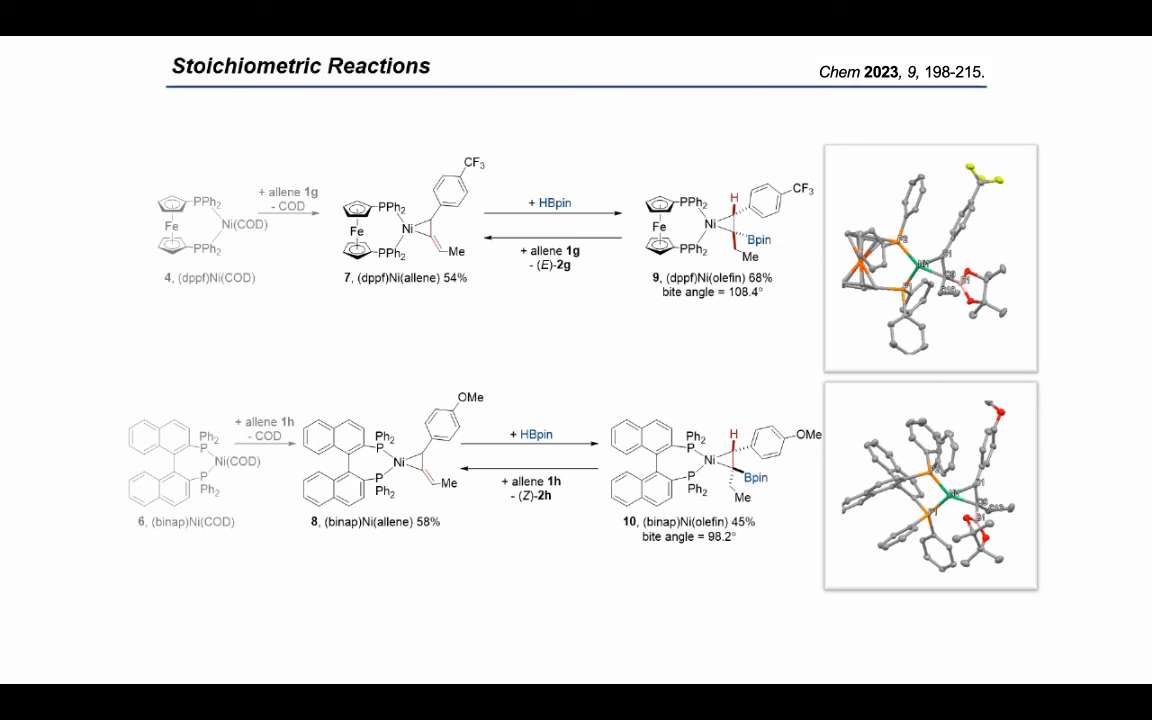 Stoichiometric Reactions
Chem 2023, 9, 198-215.
PPh2
Fe
Ni(COD)
PPh2
4, (dppf)Ni(COD)
+ allene 1g
- COD
CF3
PPh2
Fe
Ni
PPh2
Me
7, (dppf)Ni(allene) 54%
+ HBpin
+ allene 1g
- (E)-2g
H
CF3
PPh2
Fe
Ni
Bpin
PPh2
Me
9, (dppf)Ni(olefin) 68%
bite angle = 108.4°
Ph2
P
Ni(COD)
P
Ph2
6, (binap)Ni(COD)
+ allene 1h
- COD
OMe
Ph2
P
Ni
P
Me
Ph2
8, (binap)Ni(allene) 58%
+ HBpin
+ allene 1h
- (Z)-2h
H
OMe
Ph2
P
Ni
P
Bpin
Ph2
Me
10, (binap)Ni(olefin) 45%
bite angle = 98.2°